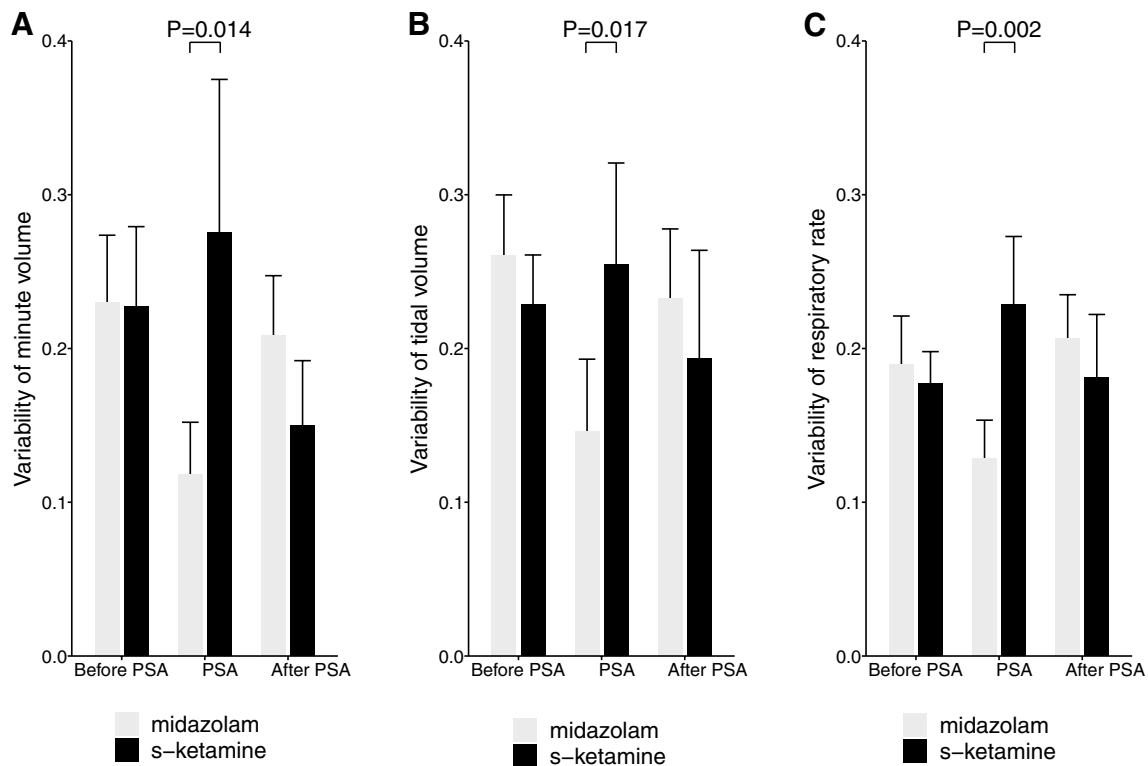 A
P=0.014
0.4
0.3
0.2
0.1
0.0
Variability of minute volume
Before PSA
PSA
After PSA
midazolam
s−ketamine
B
P=0.017
0.4
0.3
0.2
0.1
0.0
Variability of tidal volume
Before PSA
PSA
After PSA
midazolam
s−ketamine
C
P=0.002
0.4
0.3
0.2
0.1
0.0
Variability of respiratory rate
Before PSA
PSA
After PSA
midazolam
s−ketamine